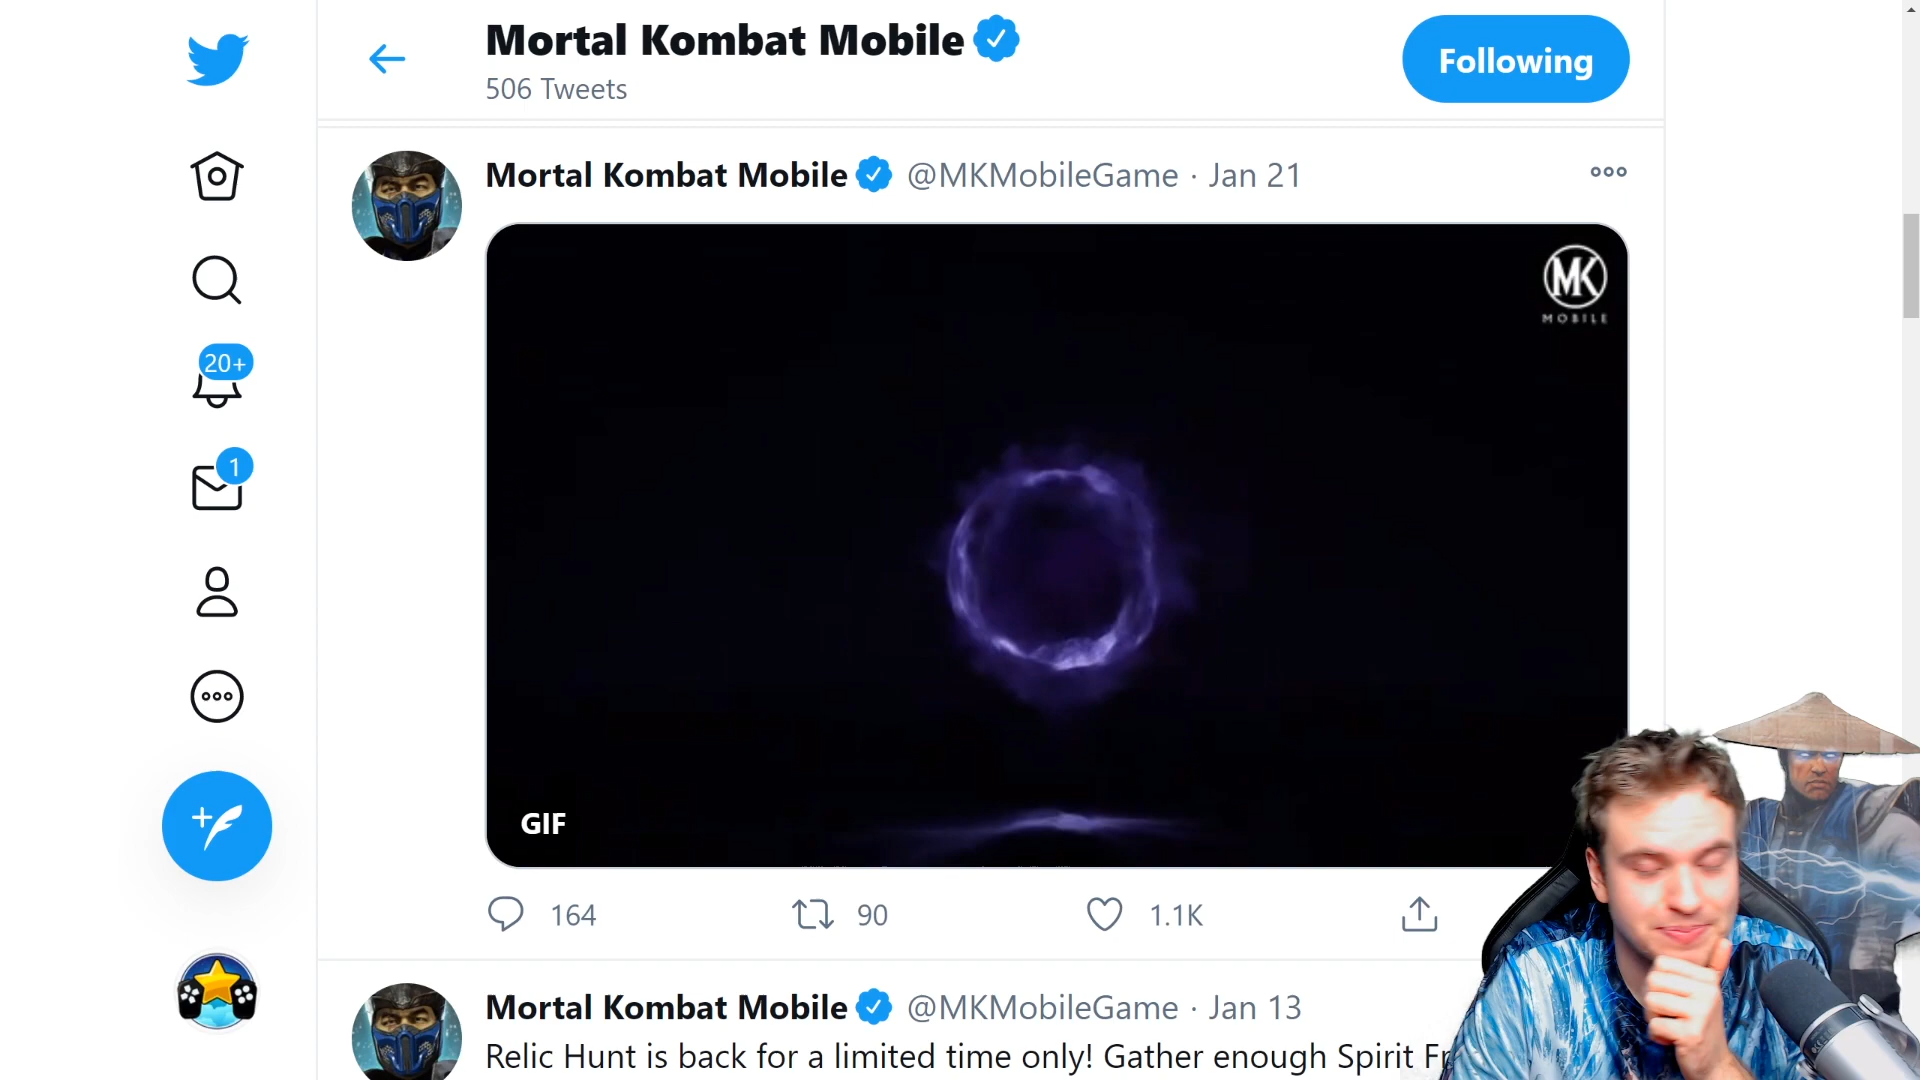 Mortal Kombat Mobile
506 Tweets
Following
Mortal Kombat Mobile @MKMobileGame · Jan 21
MK
MOBILE
20+
1
GIF
164 90 1.1K
Mortal Kombat Mobile @MKMobileGame · Jan 13
Relic Hunt is back for a limited time only! Gather enough Spirit